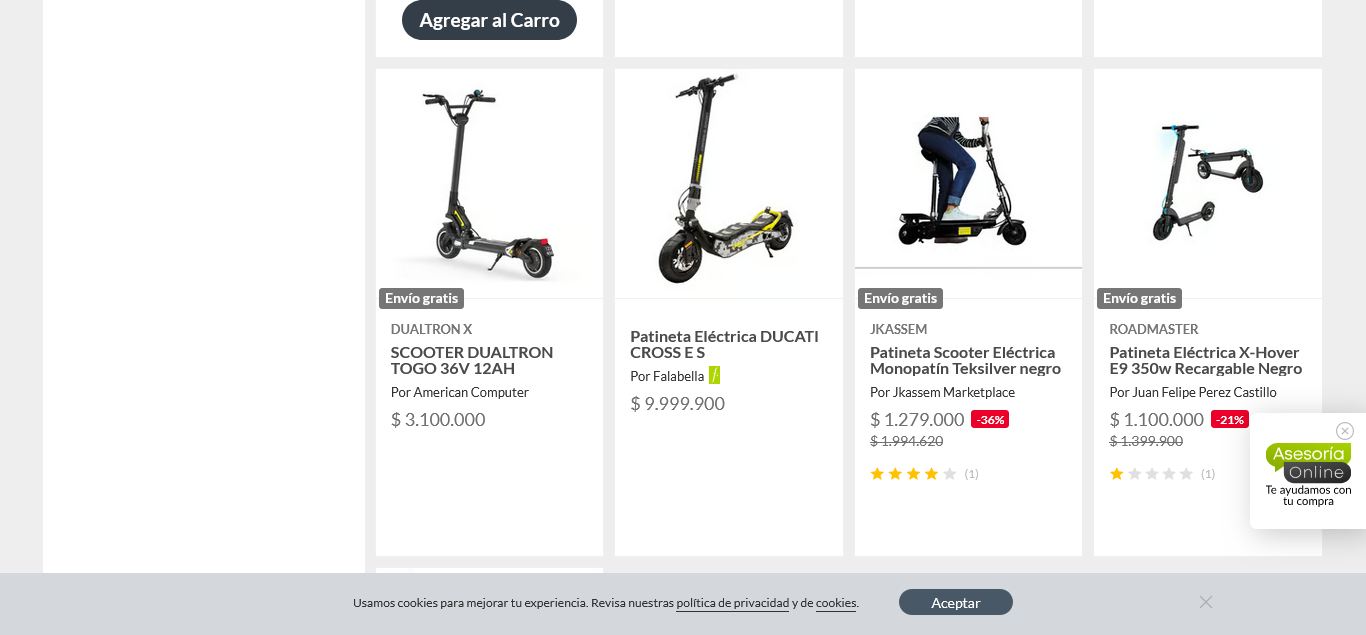 Agregar al Carro
Envío gratis
DUALTRON X
SCOOTER DUALTRON
TOGO 36V 12AH
Por American Computer
$ 3.100.000
Patineta Eléctrica DUCATI
CROSS E S
Por Falabella
$ 9.999.900
Envío gratis
JKASSEM
Patineta Scooter Eléctrica
Monopatín Teksilver negro
Por Jkassem Marketplace
$ 1.279.000 -36%
$ 1.994.620
(1)
Envío gratis
ROADMASTER
Patineta Eléctrica X-Hover
E9 350w Recargable Negro
Por Juan Felipe Perez Castillo
$ 1.100.000 -21%
$ 1.399.900
(1)
Asesoría
Online
Te ayudamos con
tu compra
Usamos cookies para mejorar tu experiencia. Revisa nuestras política de privacidad y de cookies.
Aceptar